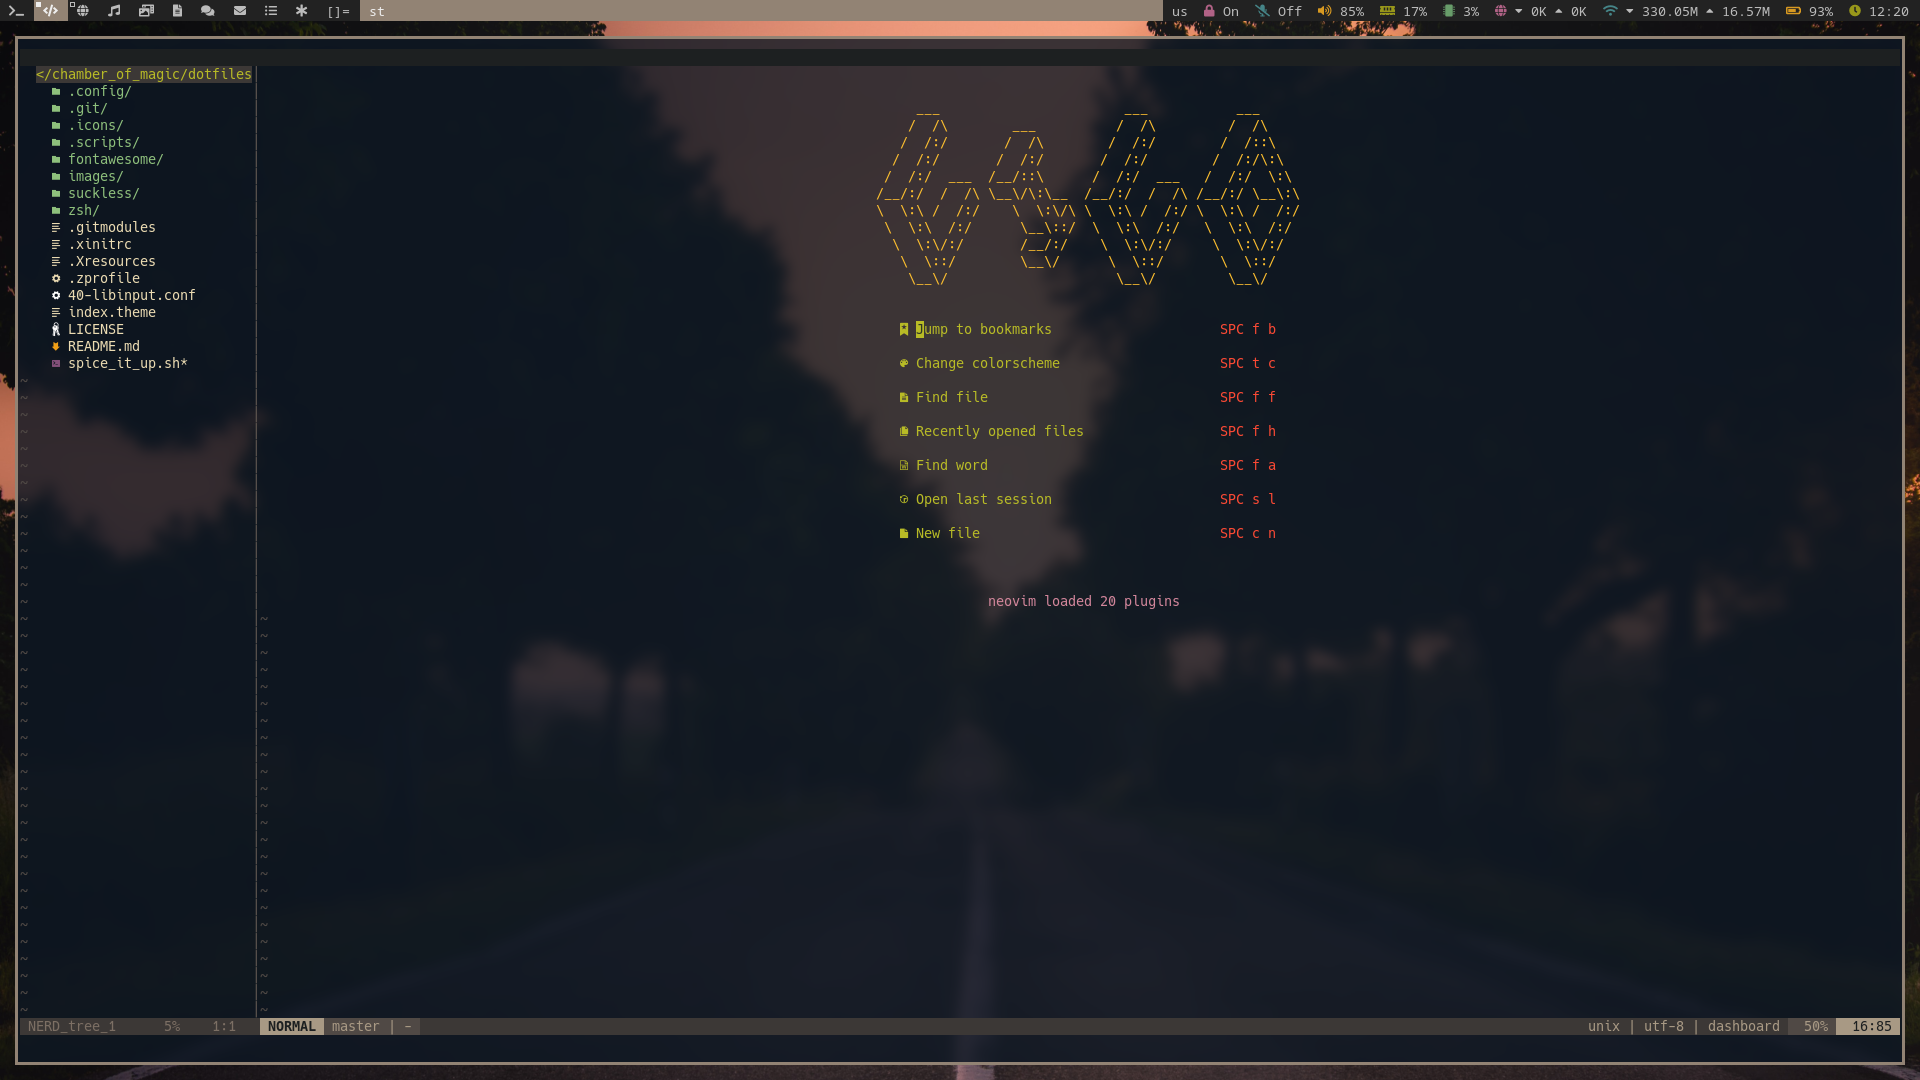 []= st us On Off 85% 17% 3% 0K 0K 330.05M 16.57M 93% 12:20
</chamber_of_magic/dotfiles
.config/
.git/
.icons/
.scripts/
fontawesome/
images/
suckless/
zsh/
.gitmodules
.xinitrc
.Xresources
.zprofile
40-libinput.conf
index.theme
LICENSE
README.md
spice_it_up.sh*
Jump to bookmarks SPC f b
Change colorscheme SPC t c
Find file SPC f f
Recently opened files SPC f h
Find word SPC f a
Open last session SPC s l
New file SPC c n
neovim loaded 20 plugins
NERD_tree_1 5% 1:1 NORMAL master | - unix | utf-8 | dashboard 50% 16:85